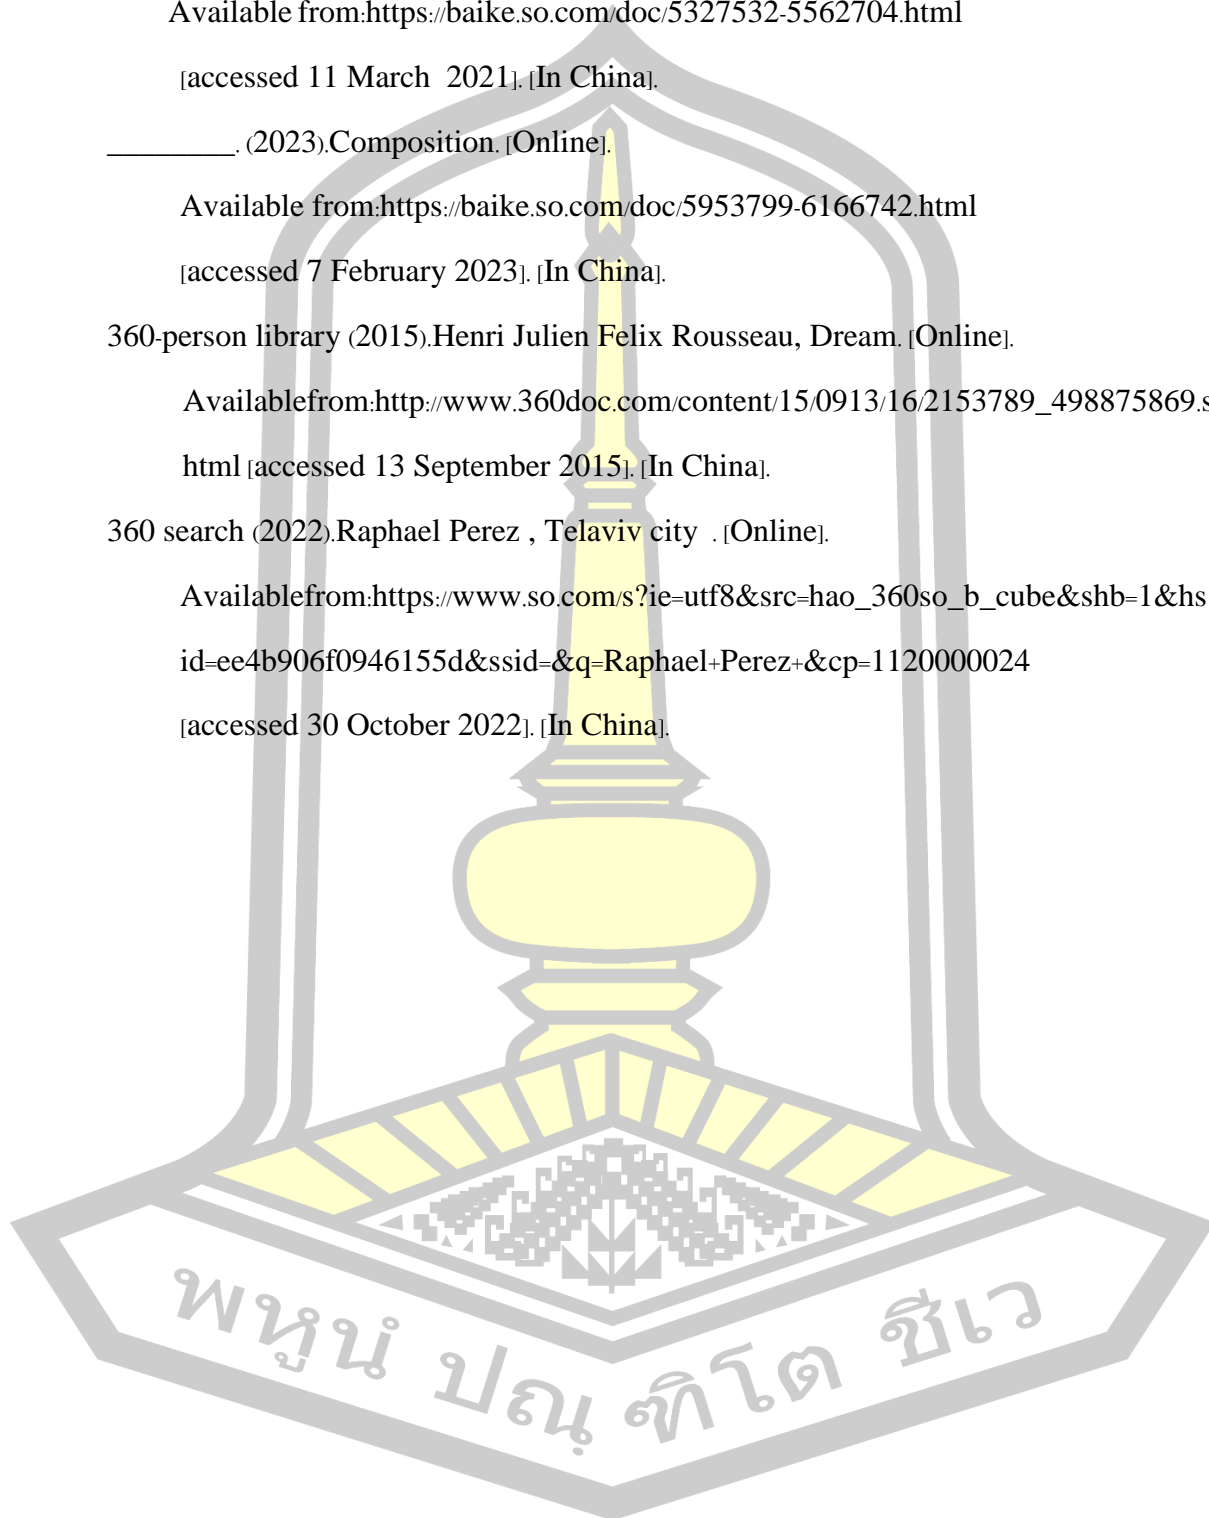 Available from:https://baike.so.com/doc/5327532-5562704.html
[accessed 11 March 2021]. [In China].
________. (2023).Composition. [Online].
Available from:https://baike.so.com/doc/5953799-6166742.html
[accessed 7 February 2023]. [In China].
360-person library (2015).Henri Julien Felix Rousseau, Dream. [Online].
Availablefrom:http://www.360doc.com/content/15/0913/16/2153789_498875869.s
html [accessed 13 September 2015]. [In China].
360 search (2022).Raphael Perez , Telaviv city . [Online].
Availablefrom:https://www.so.com/s?ie=utf8&src=hao_360so_b_cube&shb=1&hs
id=ee4b906f0946155d&ssid=&q=Raphael+Perez+&cp=1120000024
[accessed 30 October 2022]. [In China].
พหูนํ ปณฺ ฑิโต ชีเว